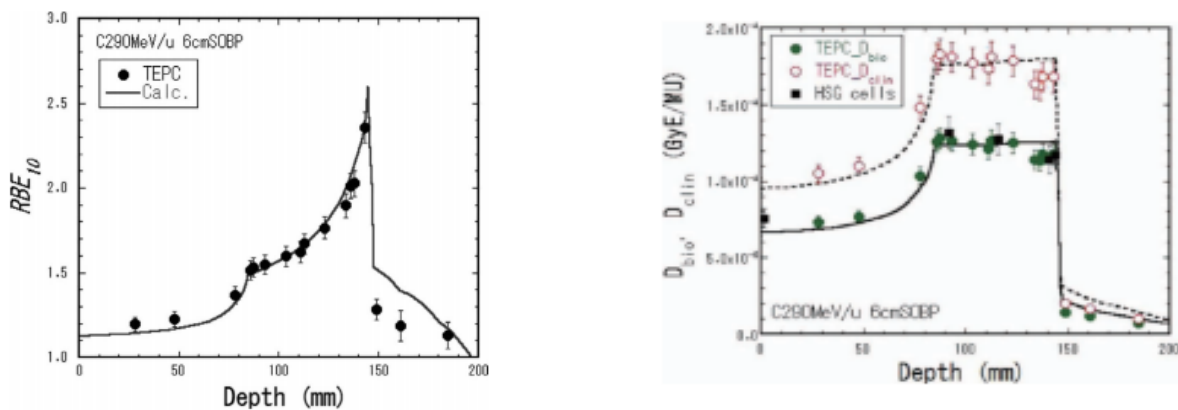 3.0
C290MeV/u 6cmSOBP
TEPC
Calc.
2.5
RBE10
2.0
1.5
1.0
0 50 100 150 200
Depth (mm)
TEPC_Dbio
TEPC_Dclin
HSG cells
Dbio, Dclin (GyE/MU)
0.0
C290MeV/u 6cmSOBP
0 50 100 150 200
Depth (mm)